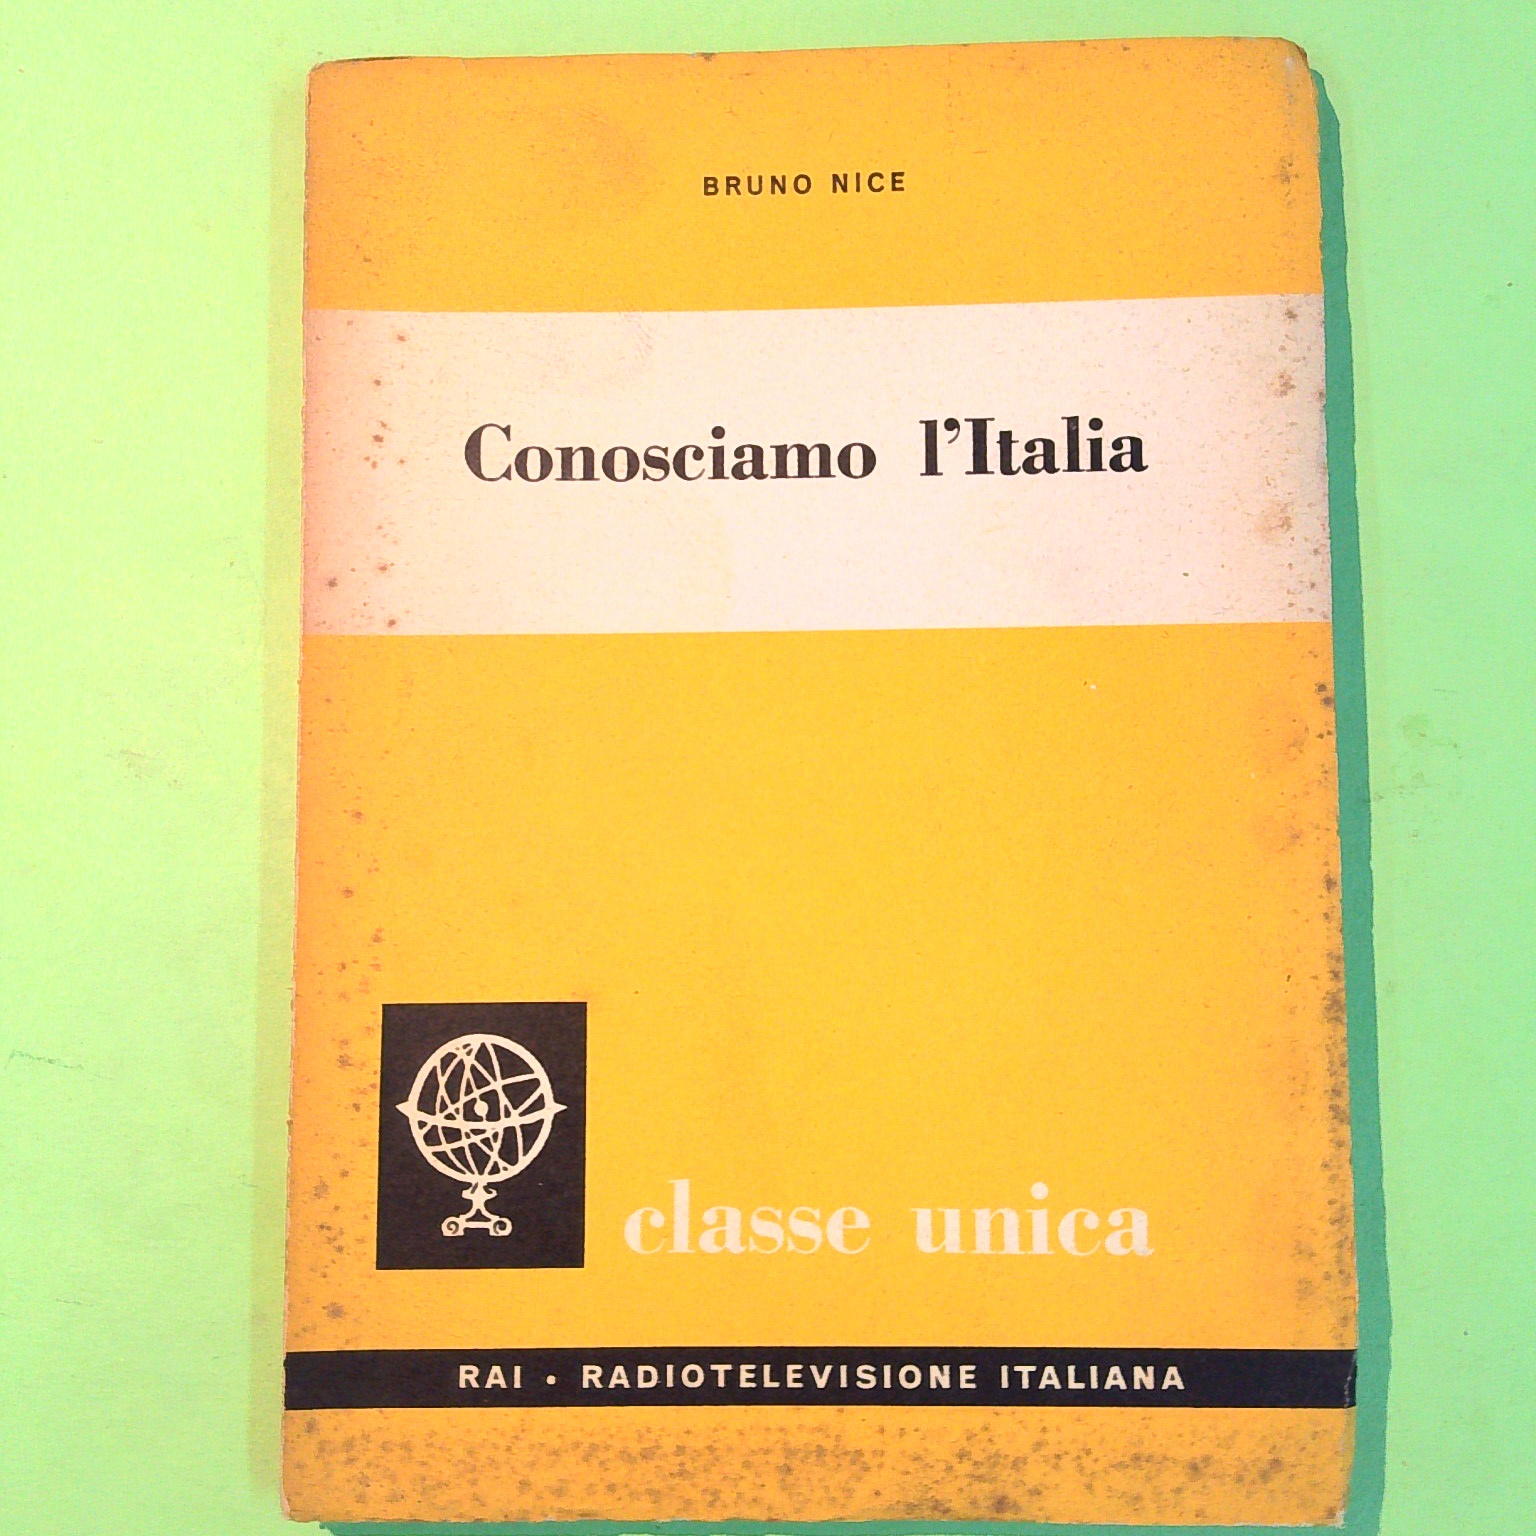 BRUNO NICE
Conosciamo l'Italia
classe unica
RAI • RADIOTELEVISIONE ITALIANA